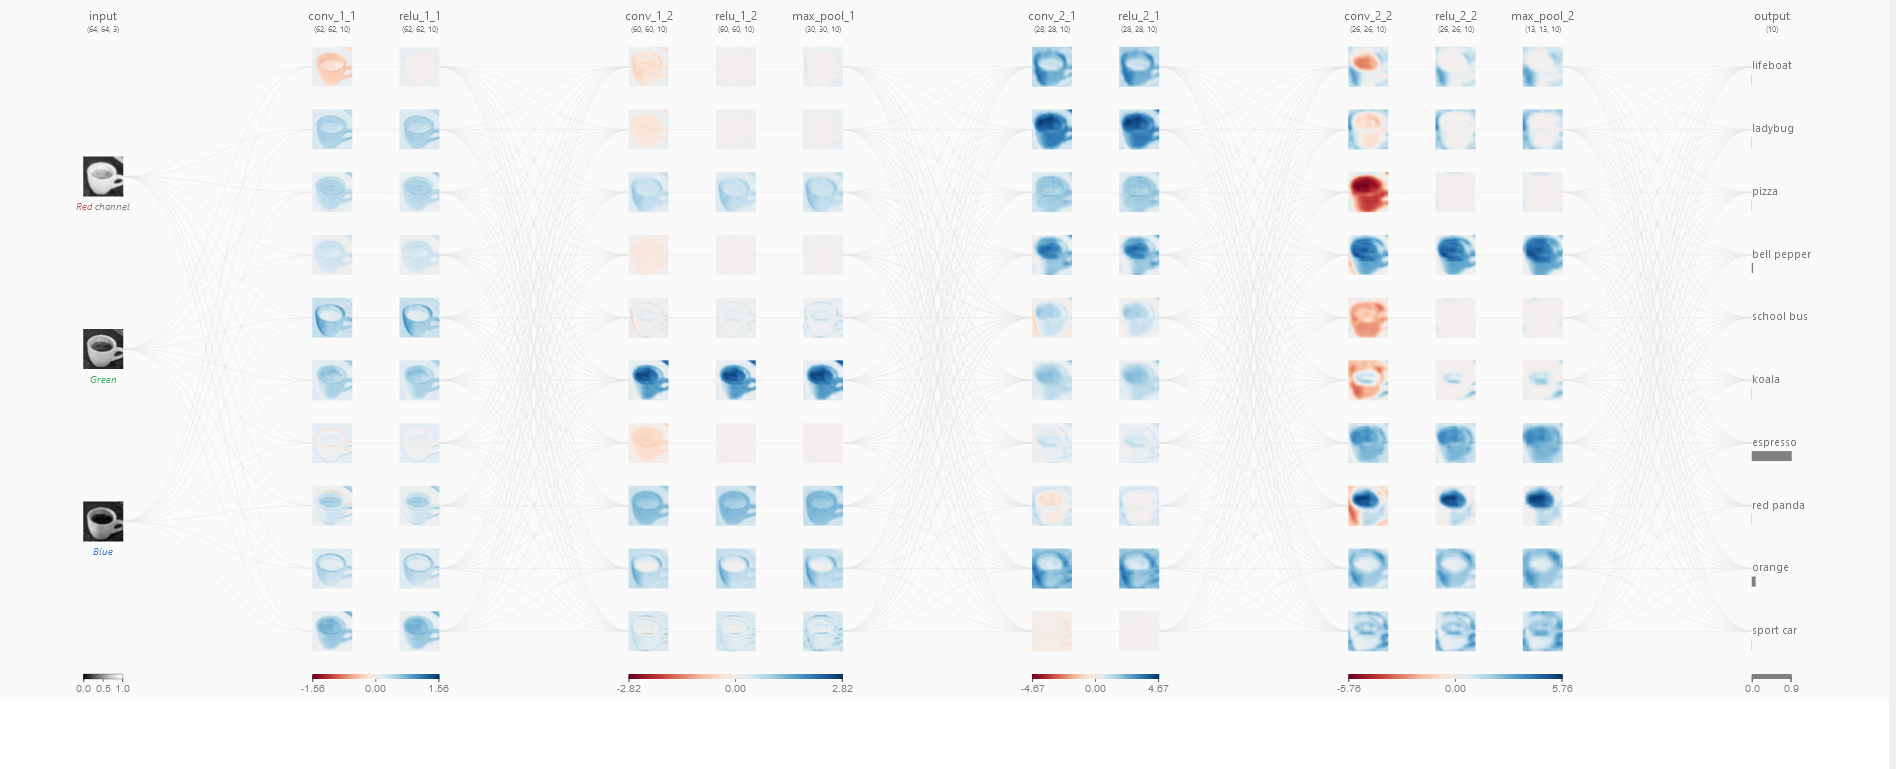 input
(64, 64, 3)
conv_1_1
(62, 62, 10)
relu_1_1
(62, 62, 10)
conv_1_2
(60, 60, 10)
relu_1_2
(60, 60, 10)
max_pool_1
(30, 30, 10)
conv_2_1
(28, 28, 10)
relu_2_1
(28, 28, 10)
conv_2_2
(26, 26, 10)
relu_2_2
(26, 26, 10)
max_pool_2
(13, 13, 10)
output
(10)
Red channel
Green
Blue
lifeboat
ladybug
pizza
bell pepper
school bus
koala
espresso
red panda
orange
sport car
0.0 0.5 1.0
-1.56 0.00 1.56
-2.82 0.00 2.82
-4.67 0.00 4.67
-5.76 0.00 5.76
0.0 0.9